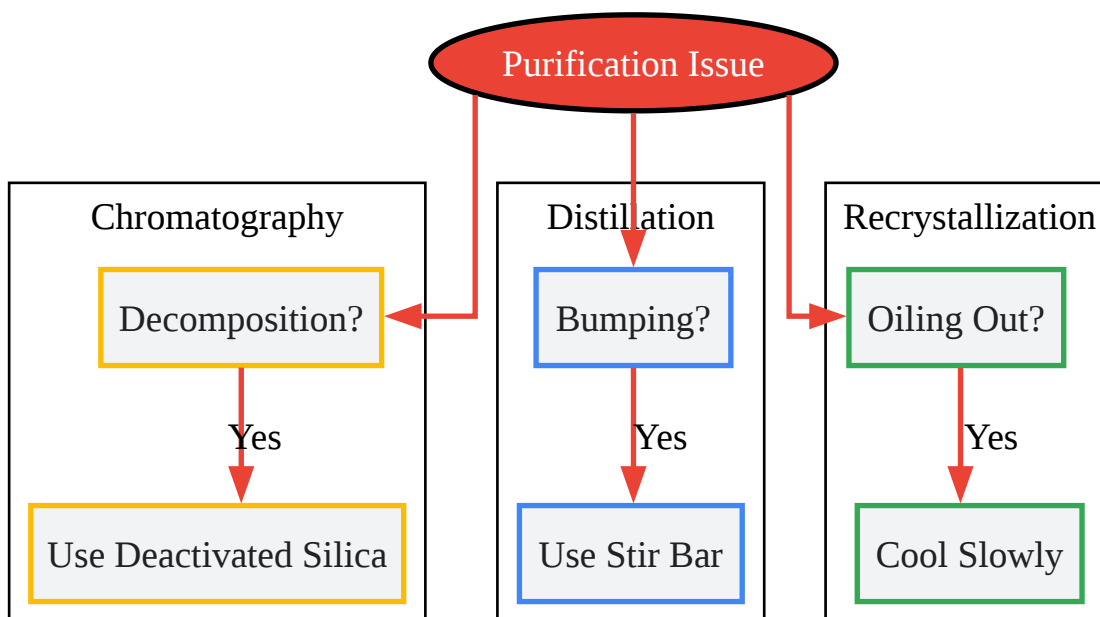 Purification Issue
Chromatography
Distillation
Recrystallization
Decomposition?
Bumping?
Oiling Out?
Yes
Yes
Yes
Use Deactivated Silica
Use Stir Bar
Cool Slowly